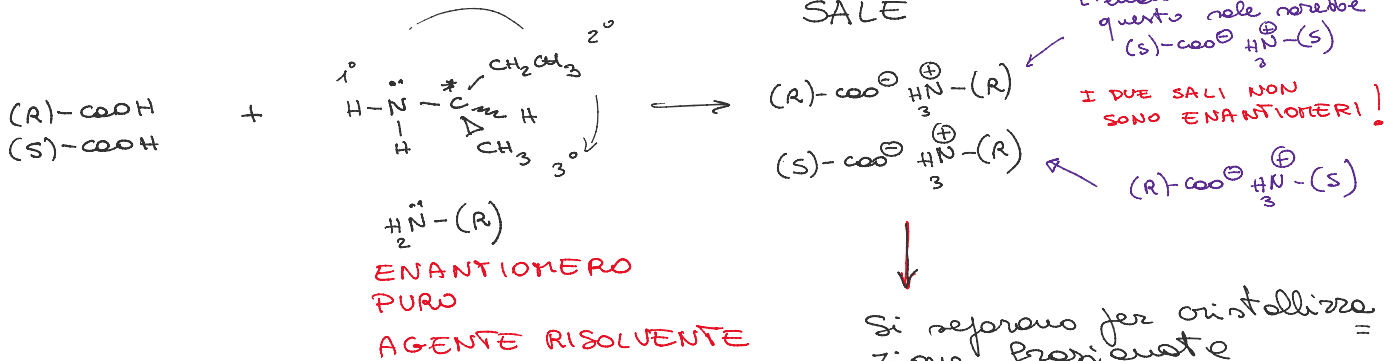 SALE
questo sale sarebbe
(S)-COO⊖ H₃N⊕-(S)
1° 2°
CH₂CH₃
(R)-COOH + H-N̈-C* H
(S)-COOH
H CH₃ 3°
(R)-COO⊖ H₃N⊕-(R)
(S)-COO⊖ H₃N⊕-(R)
I DUE SALI NON
SONO ENANTIOMERI!
(R)-COO⊖ H₃N⊕-(S)
H₂N̈-(R)
ENANTIOMERO
PURO
AGENTE RISOLVENTE
Si separano per cristallizza=
zione frazionata